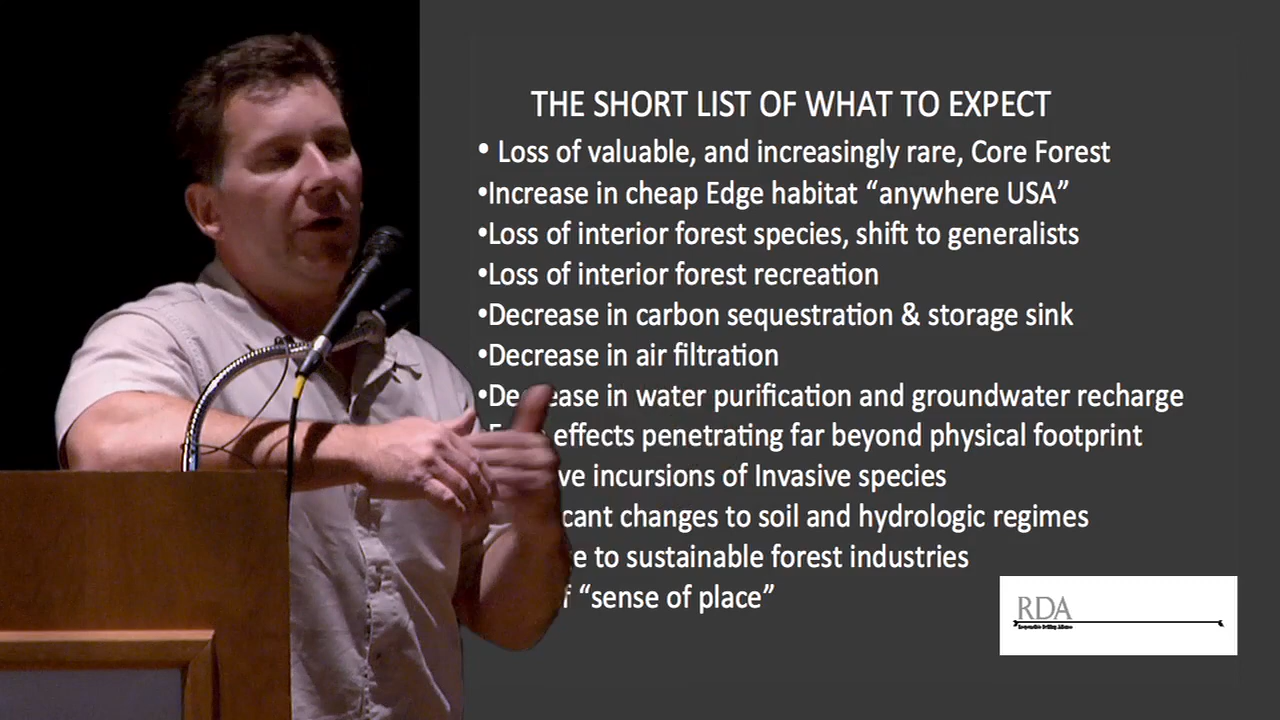 THE SHORT LIST OF WHAT TO EXPECT
• Loss of valuable, and increasingly rare, Core Forest
•Increase in cheap Edge habitat “anywhere USA”
•Loss of interior forest species, shift to generalists
•Loss of interior forest recreation
•Decrease in carbon sequestration & storage sink
•Decrease in air filtration
•Decrease in water purification and groundwater recharge
effects penetrating far beyond physical footprint
incursions of Invasive species
changes to soil and hydrologic regimes
to sustainable forest industries
“sense of place”
RDA